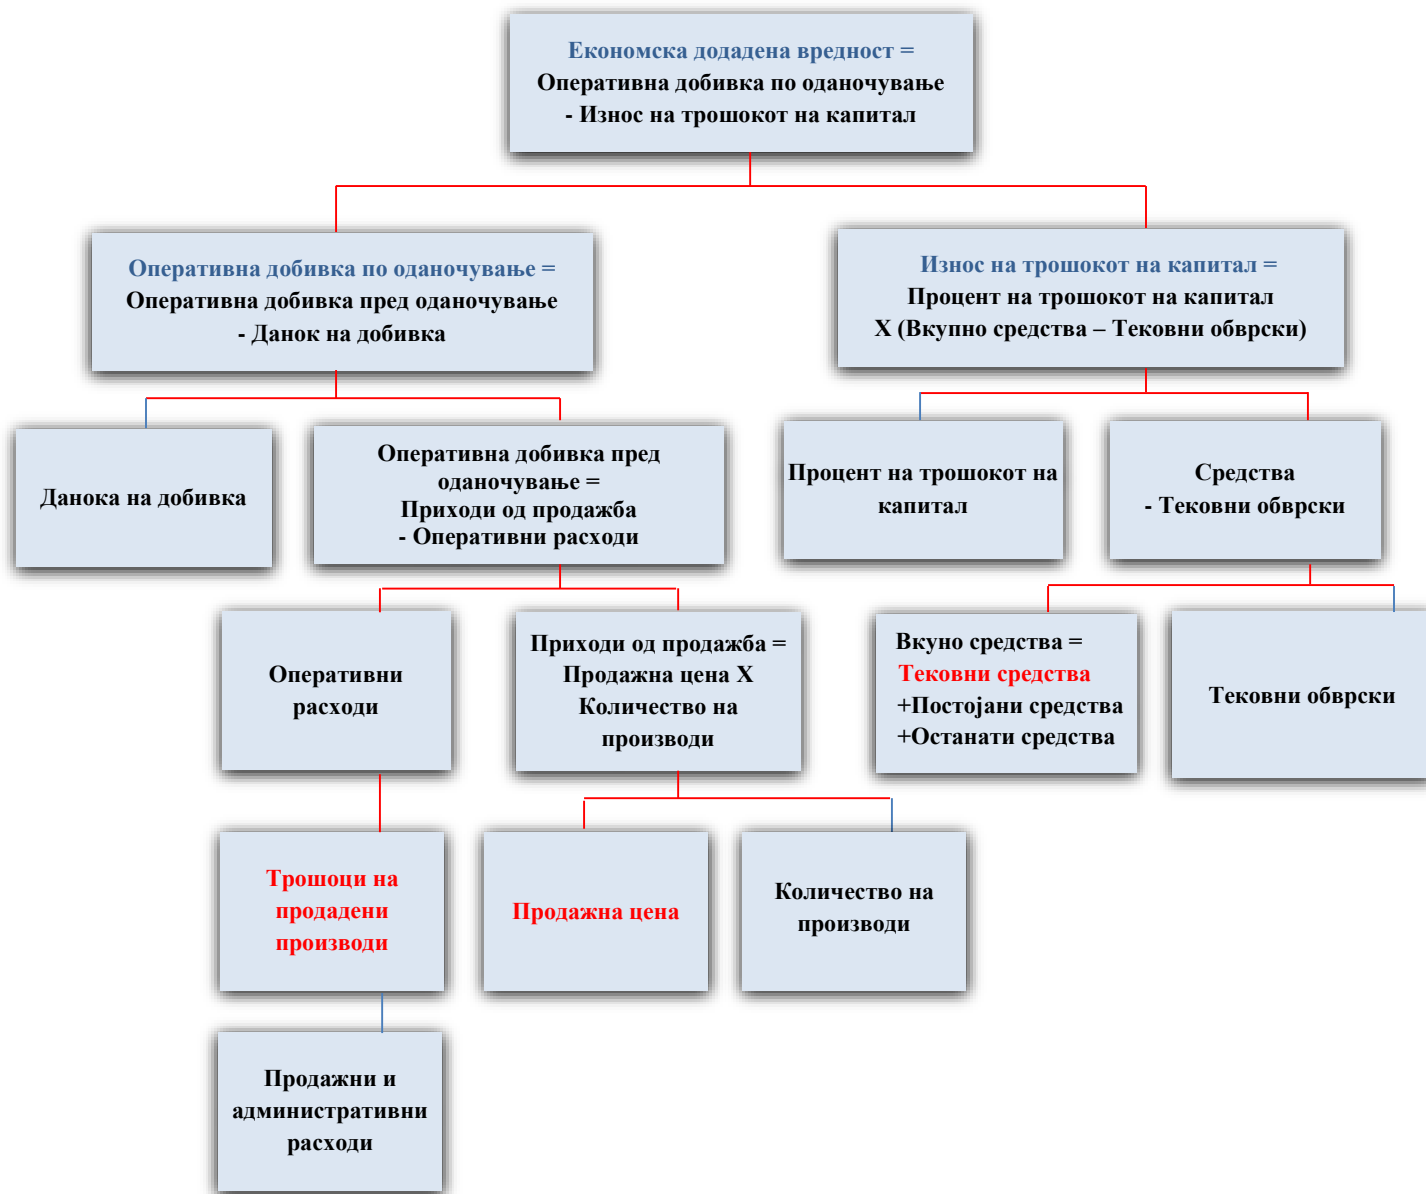 Економска додадена вредност =
Оперативна добивка по оданочување
- Износ на трошокот на капитал
Оперативна добивка по оданочување =
Оперативна добивка пред оданочување
- Данок на добивка
Износ на трошокот на капитал =
Процент на трошокот на капитал
X (Вкупно средства – Тековни обврски)
Данока на добивка
Оперативна добивка пред
оданочување =
Приходи од продажба
- Оперативни расходи
Процент на трошокот на
капитал
Средства
- Тековни обврски
Оперативни
расходи
Приходи од продажба =
Продажна цена X
Количество на
производи
Вкуно средства =
Тековни средства
+Постојани средства
+Останати средства
Тековни обврски
Трошоци на
продадени
производи
Продажна цена
Количество на
производи
Продажни и
административни
расходи